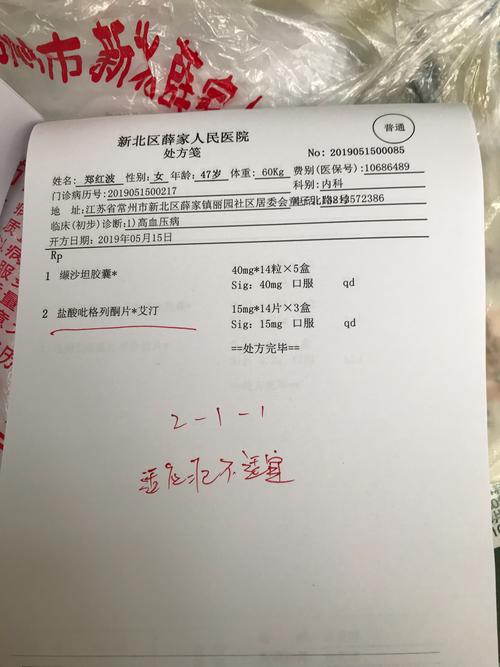 新北区薛家人民医院
普通
处方笺
No: 2019051500085
姓名: 郑红波 性别: 女 年龄: 47岁 体重: 60Kg 费别(医保号): 10686489
门诊病历号: 2019051500217 科别: 内科
地 址: 江苏省常州市新北区薛家镇丽园社区居委会
临床(初步)诊断:1)高血压病
开方日期: 2019年05月15日
Rp
1 缬沙坦胶囊* 40mg*14粒×5盒
Sig: 40mg 口服 qd
2 盐酸吡格列酮片*艾汀 15mg*14片×3盒
Sig: 15mg 口服 qd
==处方完毕==
2-1-1
适应证不适宜